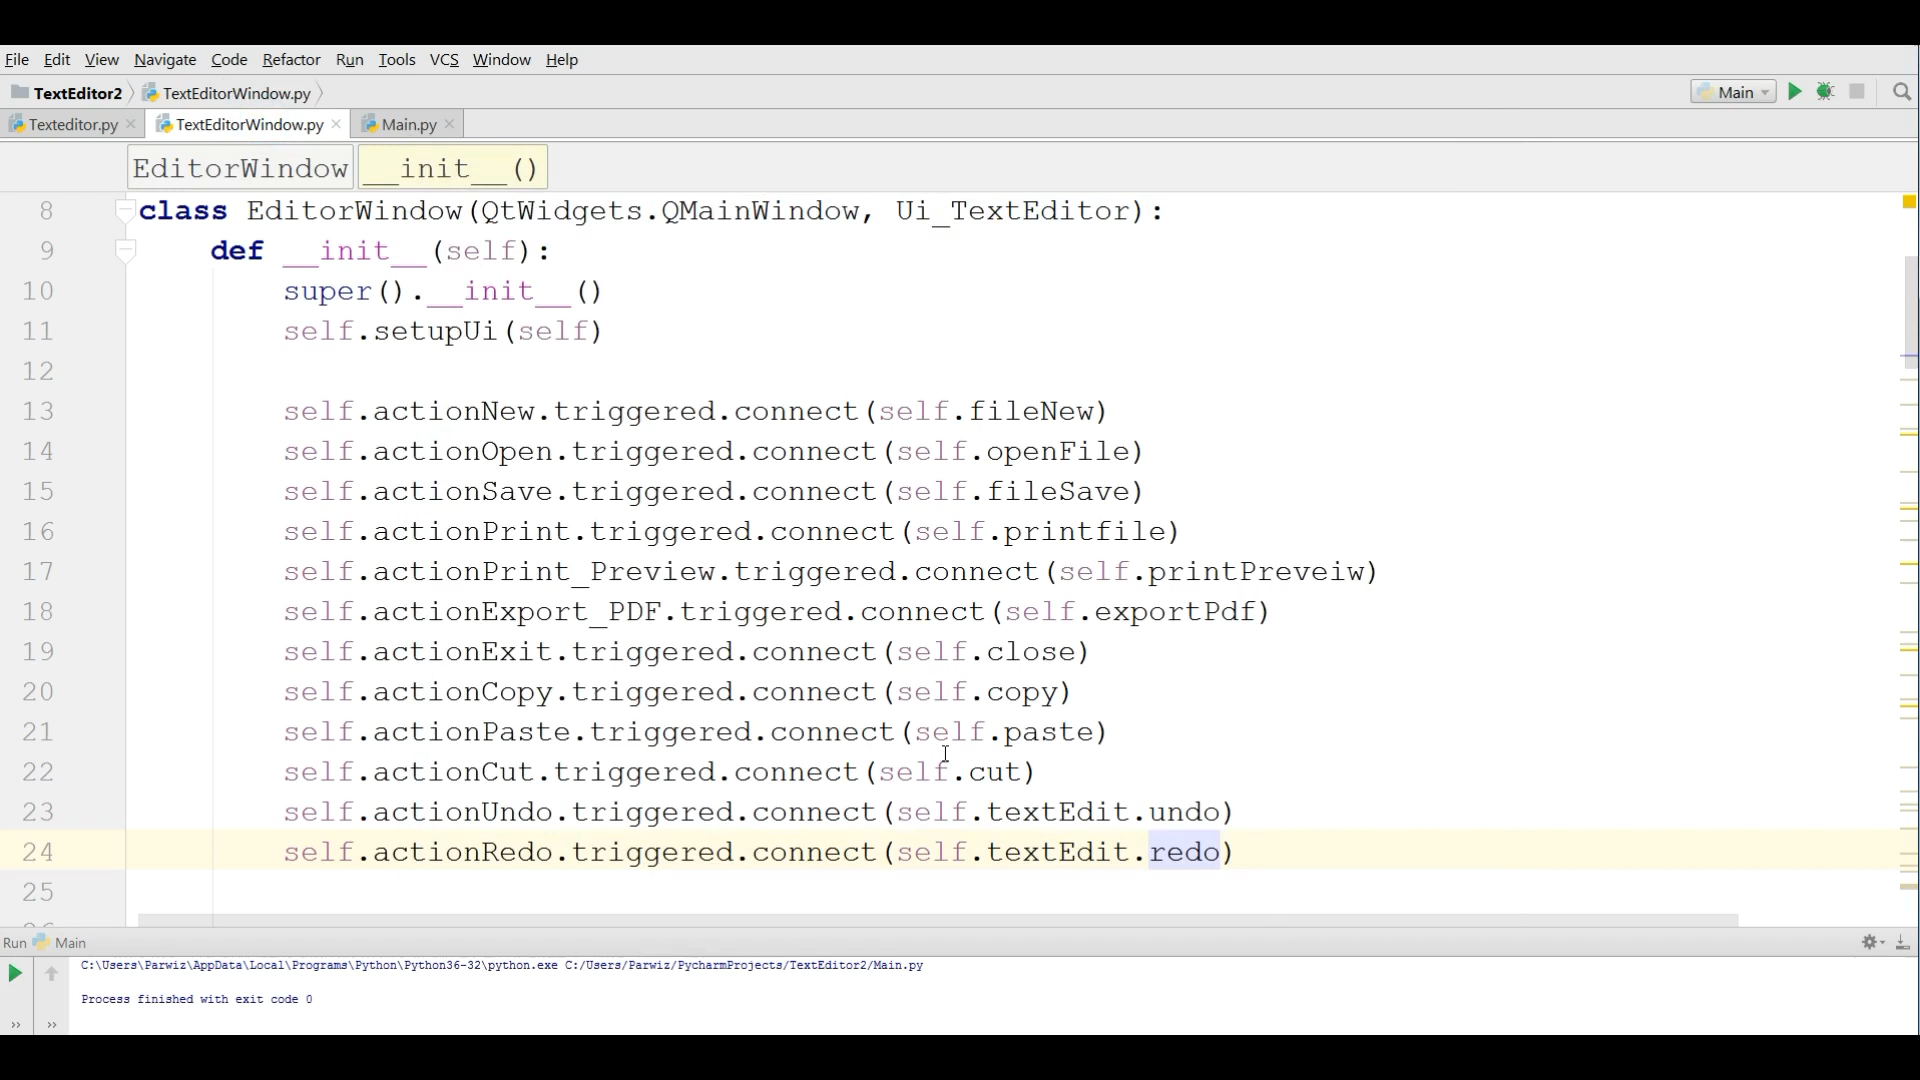 File Edit View Navigate Code Refactor Run Tools VCS Window Help
TextEditor2 TextEditorWindow.py Main
Texteditor.py TextEditorWindow.py Main.py
EditorWindow __init__()
8 class EditorWindow(QtWidgets.QMainWindow, Ui_TextEditor):
9 def __init__(self):
10 super().__init__()
11 self.setupUi(self)
12
13 self.actionNew.triggered.connect(self.fileNew)
14 self.actionOpen.triggered.connect(self.openFile)
15 self.actionSave.triggered.connect(self.fileSave)
16 self.actionPrint.triggered.connect(self.printfile)
17 self.actionPrint_Preview.triggered.connect(self.printPreveiw)
18 self.actionExport_PDF.triggered.connect(self.exportPdf)
19 self.actionExit.triggered.connect(self.close)
20 self.actionCopy.triggered.connect(self.copy)
21 self.actionPaste.triggered.connect(self.paste)
22 self.actionCut.triggered.connect(self.cut)
23 self.actionUndo.triggered.connect(self.textEdit.undo)
24 self.actionRedo.triggered.connect(self.textEdit.redo)
25
Run Main
C:\Users\Parwiz\AppData\Local\Programs\Python\Python36-32\python.exe C:/Users/Parwiz/PycharmProjects/TextEditor2/Main.py
Process finished with exit code 0